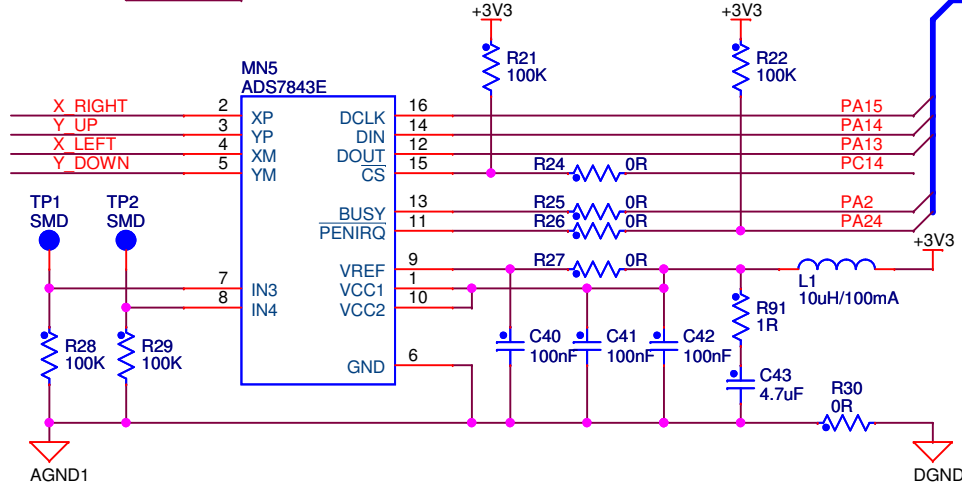 +3V3
+3V3
R21
100K
R22
100K
MN5
ADS7843E
X_RIGHT
2
XP
DCLK
16
PA15
Y_UP
3
YP
DIN
14
PA14
X_LEFT
4
XM
DOUT
12
PA13
Y_DOWN
5
YM
CS
15
R24
0R
PC14
TP1
SMD
TP2
SMD
BUSY
13
R25
0R
PA2
PENIRQ
11
R26
0R
PA24
+3V3
VREF
9
R27
0R
L1
10uH/100mA
7
IN3
VCC1
1
8
IN4
VCC2
10
R91
1R
R28
100K
R29
100K
C40
100nF
C41
100nF
C42
100nF
GND
6
C43
4.7uF
R30
0R
AGND1
DGND